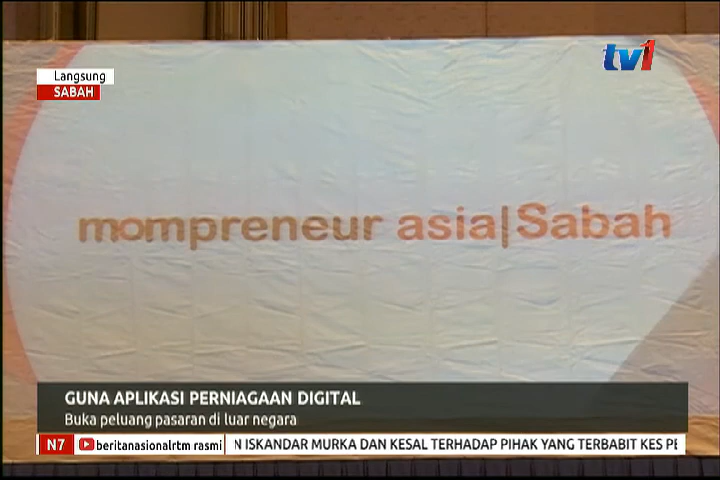 tv1
Langsung
SABAH
mompreneur asia|Sabah
GUNA APLIKASI PERNIAGAAN DIGITAL
Buka peluang pasaran di luar negara
N7 beritanasionalrtm rasmi N ISKANDAR MURKA DAN KESAL TERHADAP PIHAK YANG TERBABIT KES PE